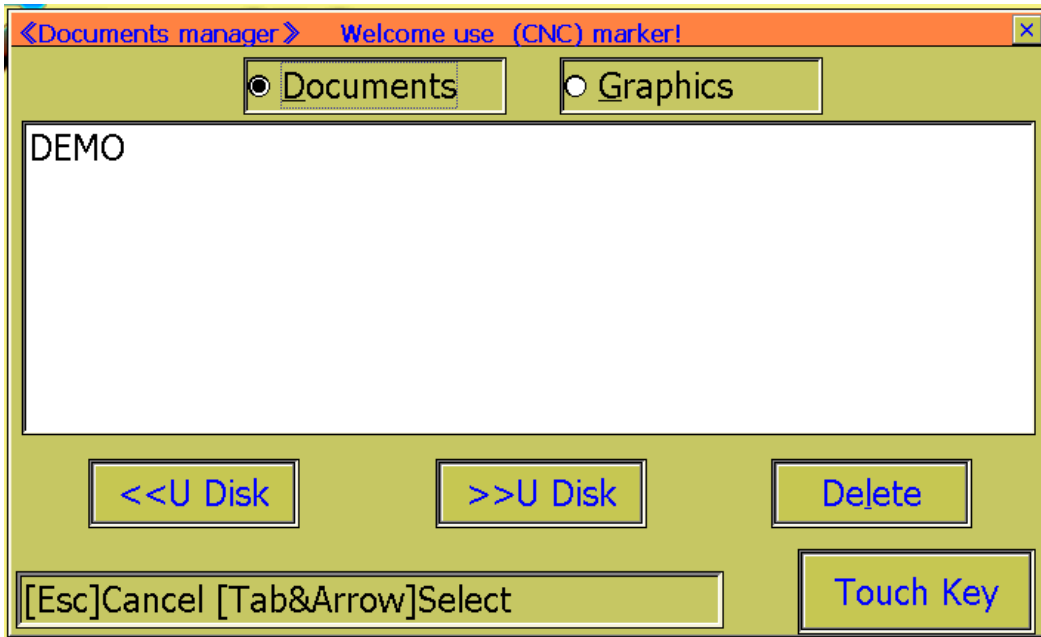 《Documents manager》 Welcome use (CNC) marker!
Documents Graphics
DEMO
<<U Disk >>U Disk Delete
[Esc]Cancel [Tab&Arrow]Select
Touch Key